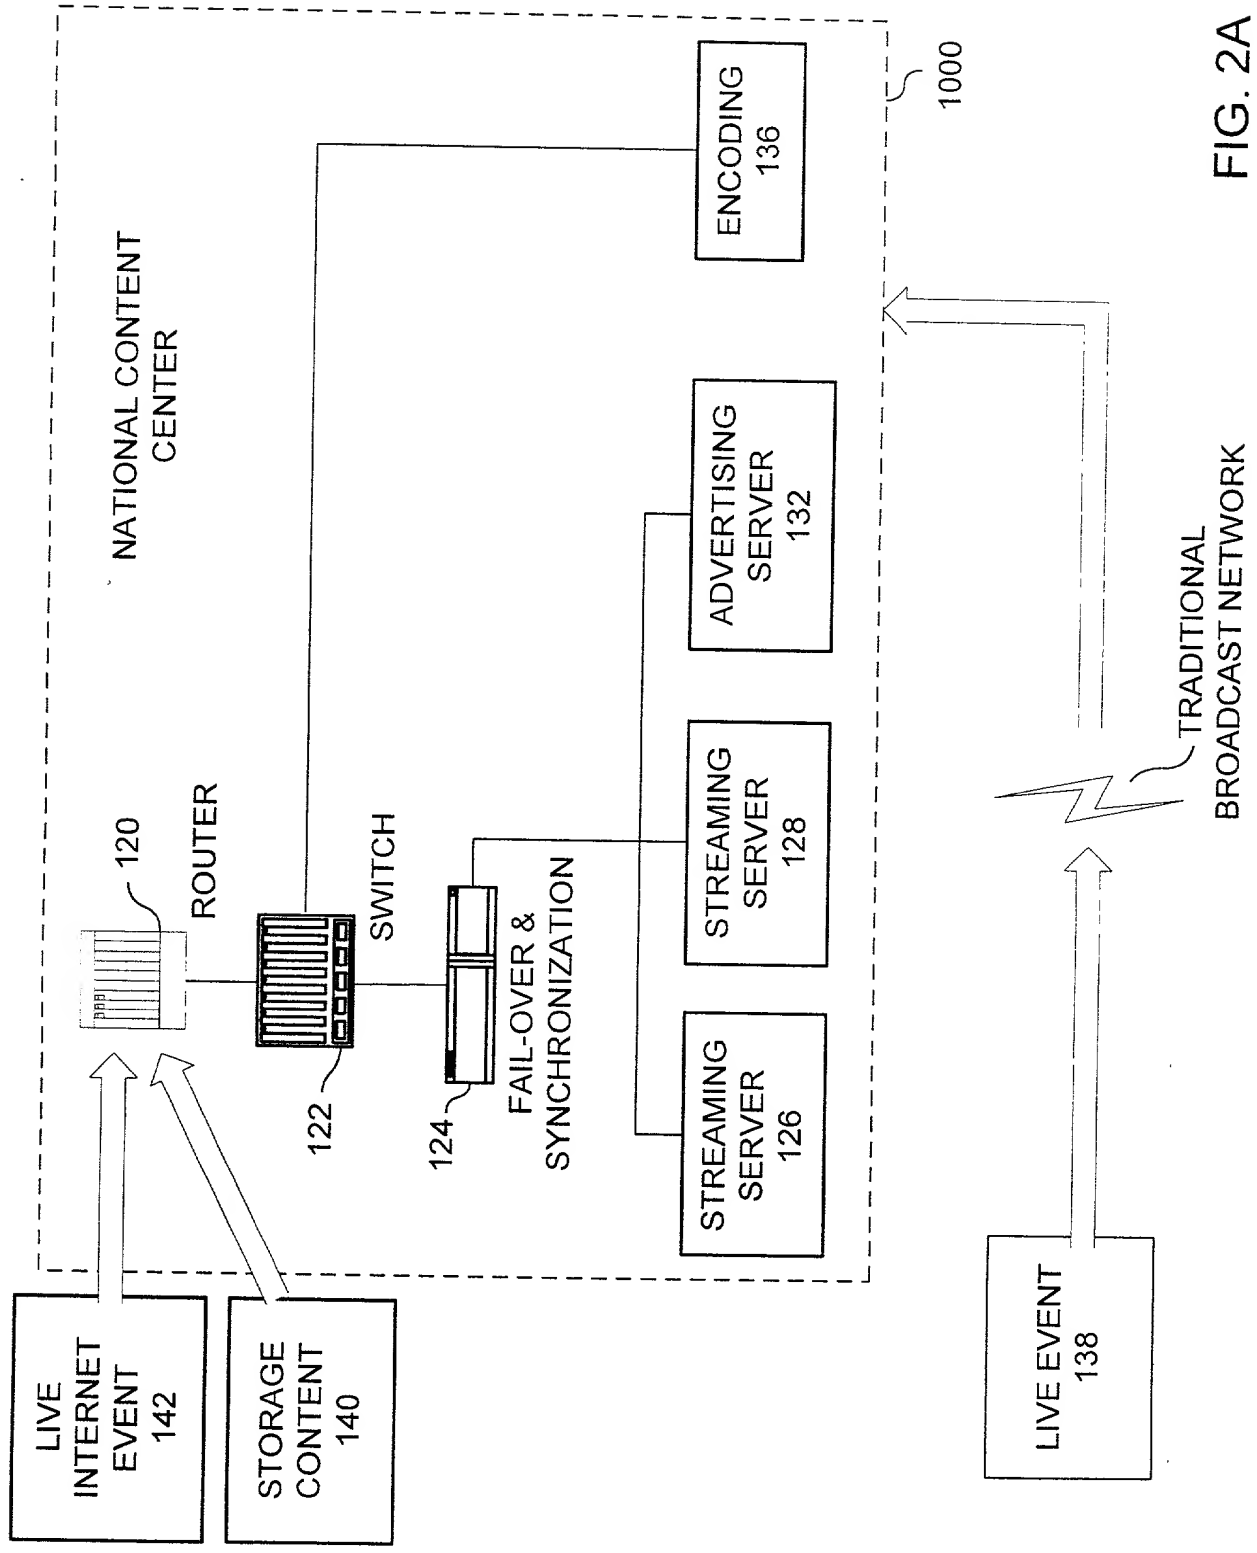 LIVE
INTERNET
EVENT
142
STORAGE
CONTENT
140
NATIONAL CONTENT
CENTER
120
ROUTER
122
SWITCH
124
FAIL-OVER &
SYNCHRONIZATION
STREAMING
SERVER
126
STREAMING
SERVER
128
ADVERTISING
SERVER
132
ENCODING
136
1000
LIVE EVENT
138
TRADITIONAL
BROADCAST NETWORK
FIG. 2A